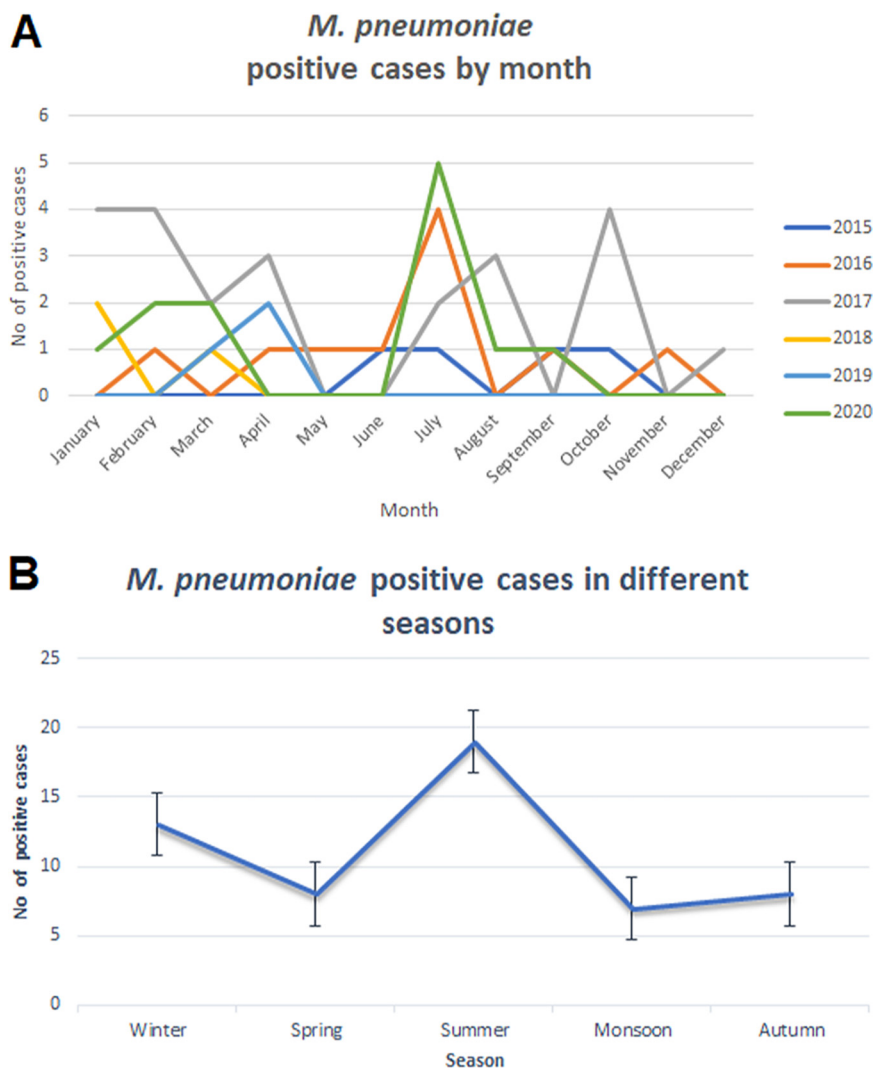 A
M. pneumoniae
positive cases by month
No of positive cases
6
5
4
3
2
1
0
January
February
March
April
May
June
July
August
September
October
November
December
Month
2015
2016
2017
2018
2019
2020
B
M. pneumoniae positive cases in different
seasons
No of positive cases
25
20
15
10
5
0
Winter
Spring
Summer
Monsoon
Autumn
Season